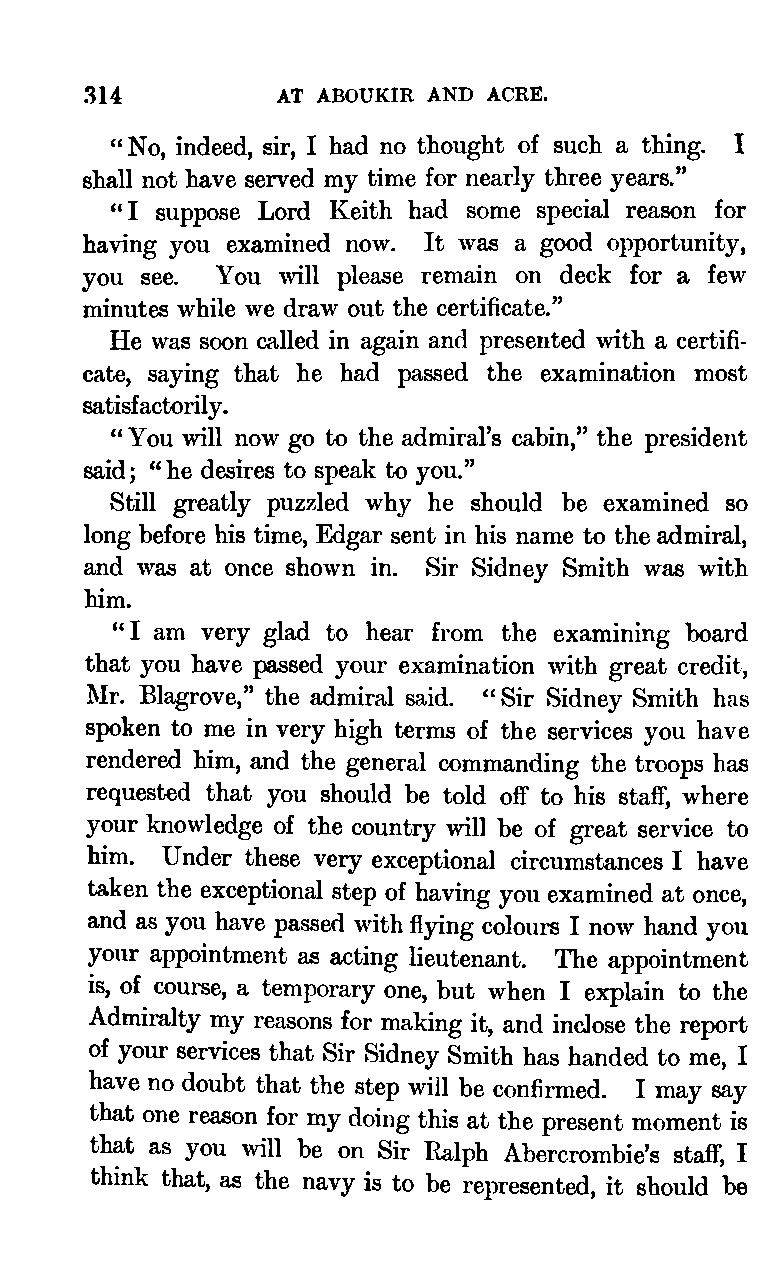 314 AT ABOUKIR AND ACRE.
“No, indeed, sir, I had no thought of such a thing. I
shall not have served my time for nearly three years.”
“I suppose Lord Keith had some special reason for
having you examined now. It was a good opportunity,
you see. You will please remain on deck for a few
minutes while we draw out the certificate.”
He was soon called in again and presented with a certifi-
cate, saying that he had passed the examination most
satisfactorily.
“You will now go to the admiral’s cabin,” the president
said; “he desires to speak to you.”
Still greatly puzzled why he should be examined so
long before his time, Edgar sent in his name to the admiral,
and was at once shown in. Sir Sidney Smith was with
him.
“I am very glad to hear from the examining board
that you have passed your examination with great credit,
Mr. Blagrove,” the admiral said. “Sir Sidney Smith has
spoken to me in very high terms of the services you have
rendered him, and the general commanding the troops has
requested that you should be told off to his staff, where
your knowledge of the country will be of great service to
him. Under these very exceptional circumstances I have
taken the exceptional step of having you examined at once,
and as you have passed with flying colours I now hand you
your appointment as acting lieutenant. The appointment
is, of course, a temporary one, but when I explain to the
Admiralty my reasons for making it, and inclose the report
of your services that Sir Sidney Smith has handed to me, I
have no doubt that the step will be confirmed. I may say
that one reason for my doing this at the present moment is
that as you will be on Sir Ralph Abercrombie’s staff, I
think that, as the navy is to be represented, it should be